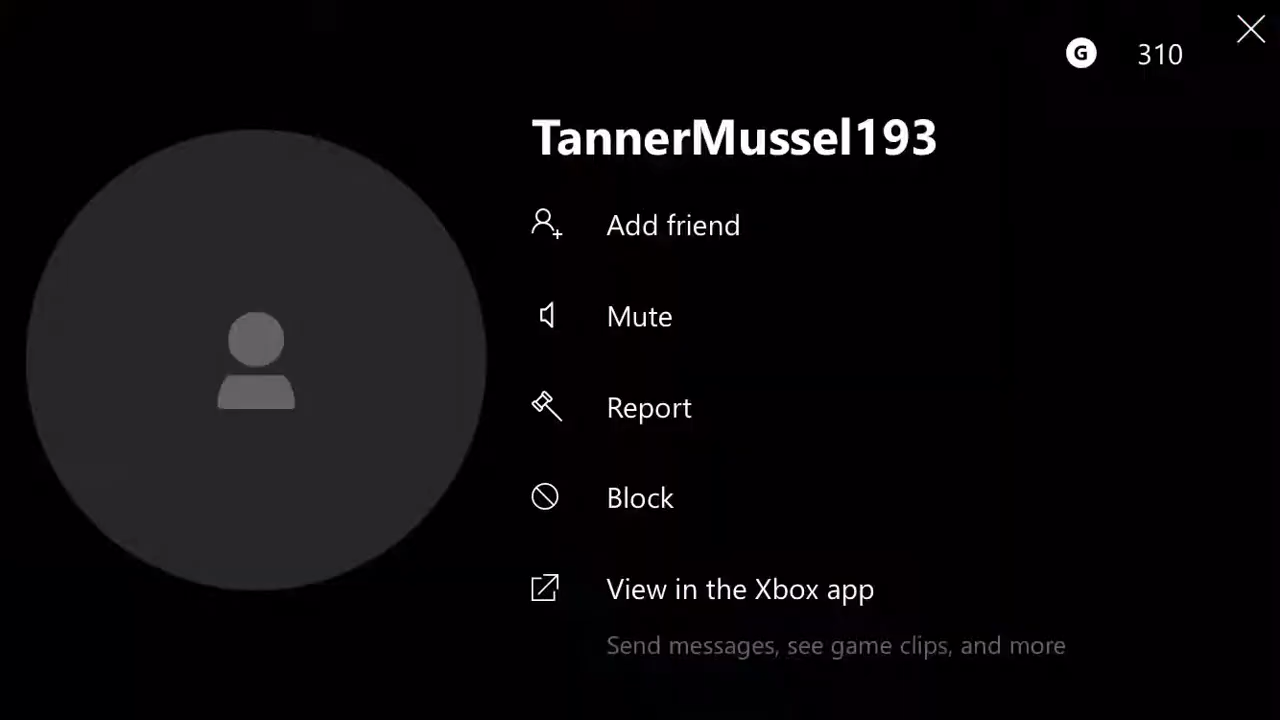 G 310
TannerMussel193
Add friend
Mute
Report
Block
View in the Xbox app
Send messages, see game clips, and more